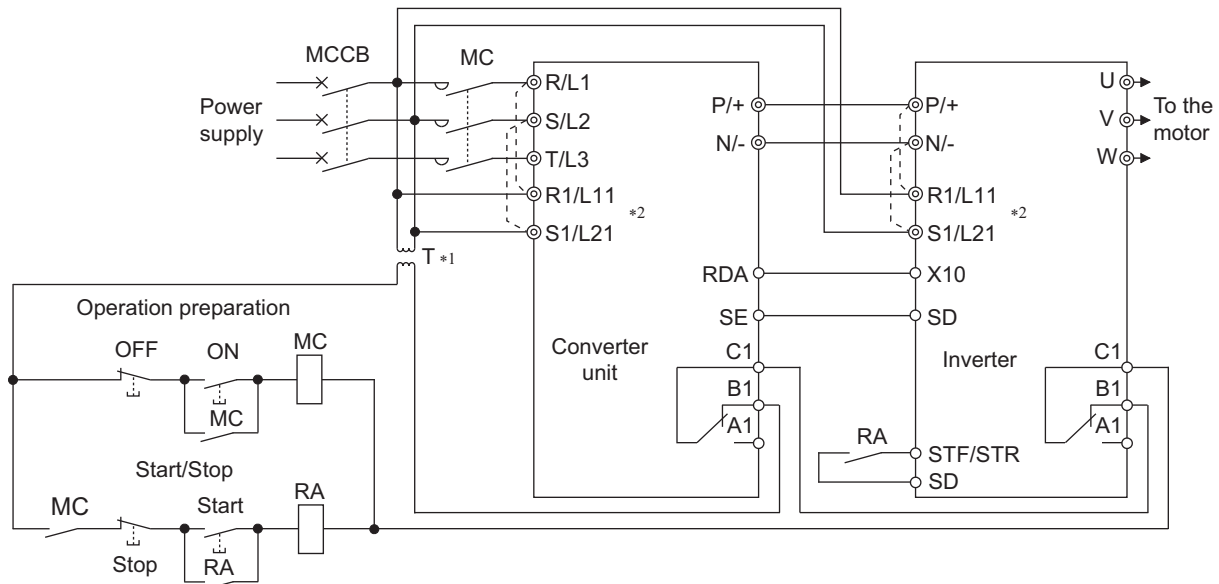 MCCB
MC
Power
supply
R/L1
S/L2
T/L3
R1/L11
*2
S1/L21
T *1
P/+
N/-
P/+
N/-
R1/L11
*2
S1/L21
U
V
W
To the
motor
RDA
X10
SE
SD
Converter
unit
Inverter
C1
B1
A1
C1
B1
A1
RA
STF/STR
SD
Operation preparation
OFF
ON
MC
MC
Start/Stop
MC
Start
RA
Stop
RA